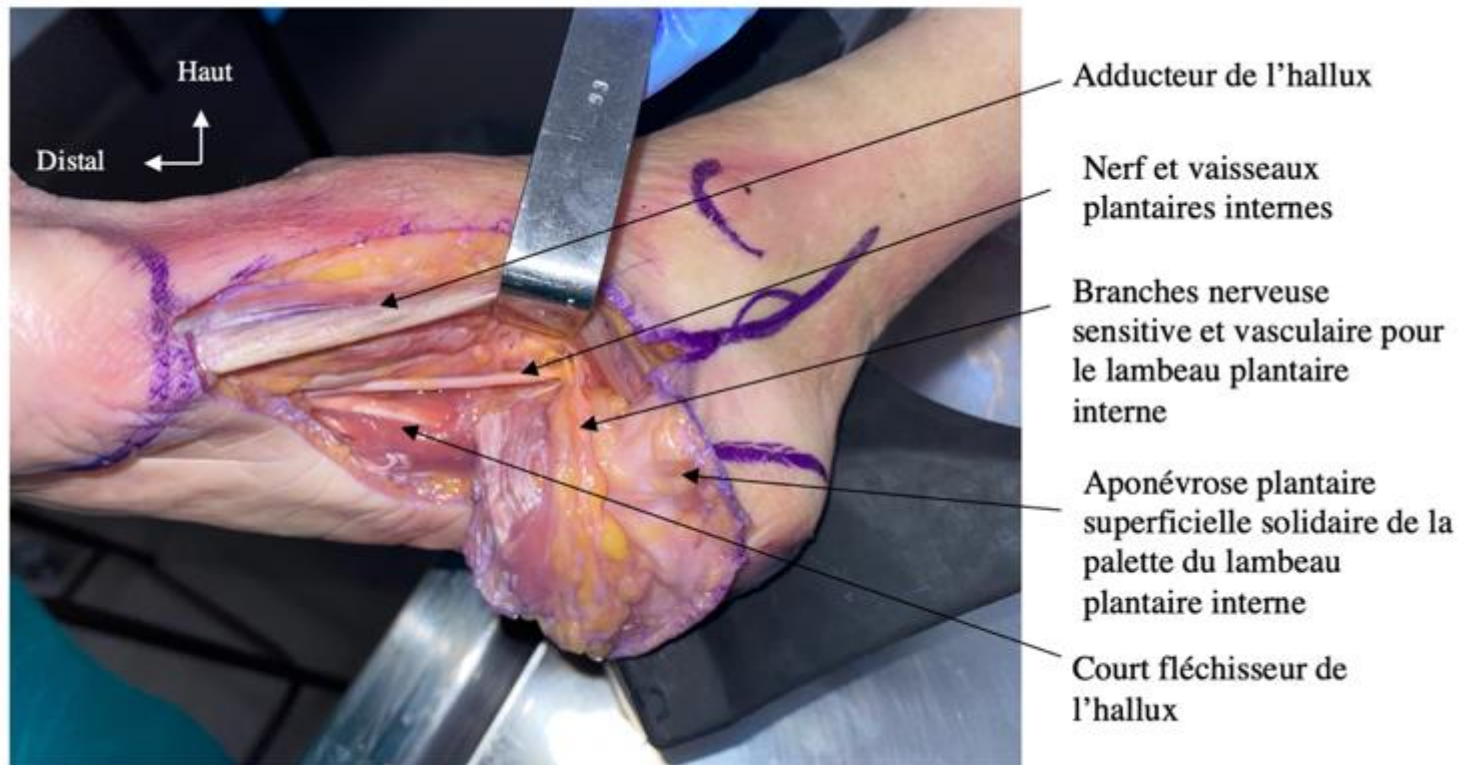 Haut
Distal
33
Adducteur de l’hallux
Nerf et vaisseaux
plantaires internes
Branches nerveuse
sensitive et vasculaire pour
le lambeau plantaire
interne
Aponévrose plantaire
superficielle solidaire de la
palette du lambeau
plantaire interne
Court fléchisseur de
l’hallux